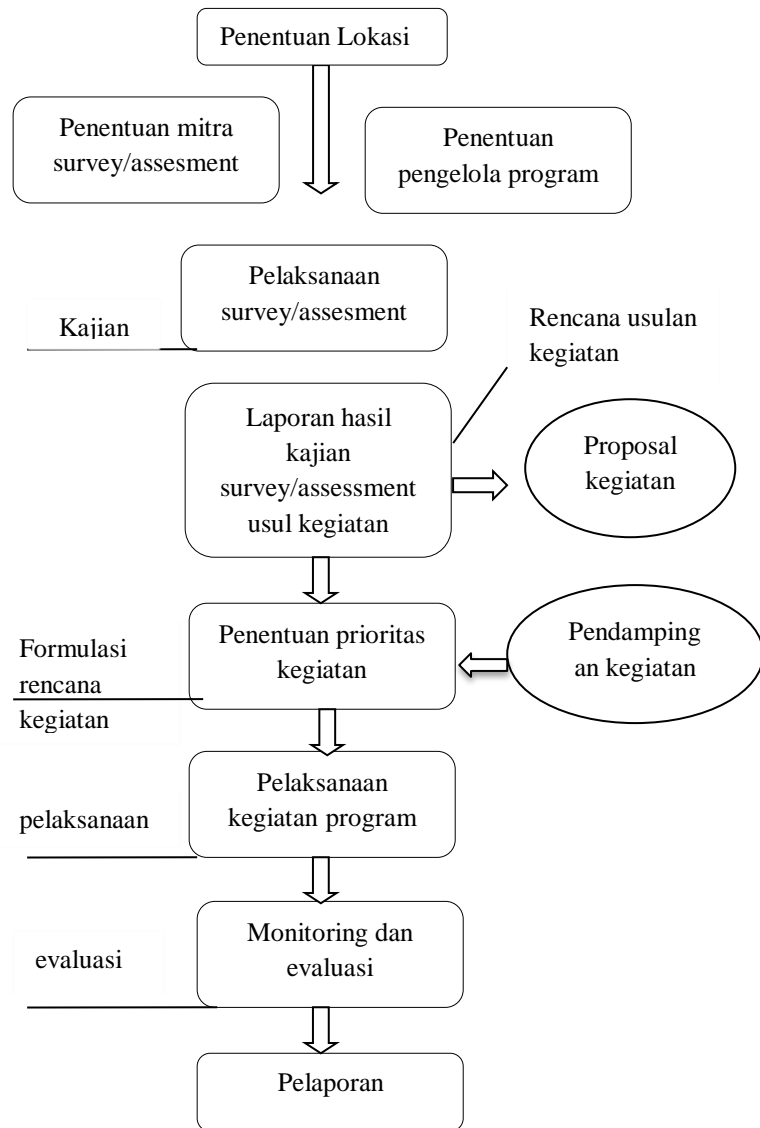 Penentuan Lokasi
Penentuan mitra
survey/assesment
Penentuan
pengelola program
Pelaksanaan
survey/assesment
Kajian
Rencana usulan
kegiatan
Laporan hasil
kajian
survey/assessment
usul kegiatan
Proposal
kegiatan
Penentuan prioritas
kegiatan
Pendamping
an kegiatan
Formulasi
rencana
kegiatan
Pelaksanaan
kegiatan program
pelaksanaan
Monitoring dan
evaluasi
evaluasi
Pelaporan